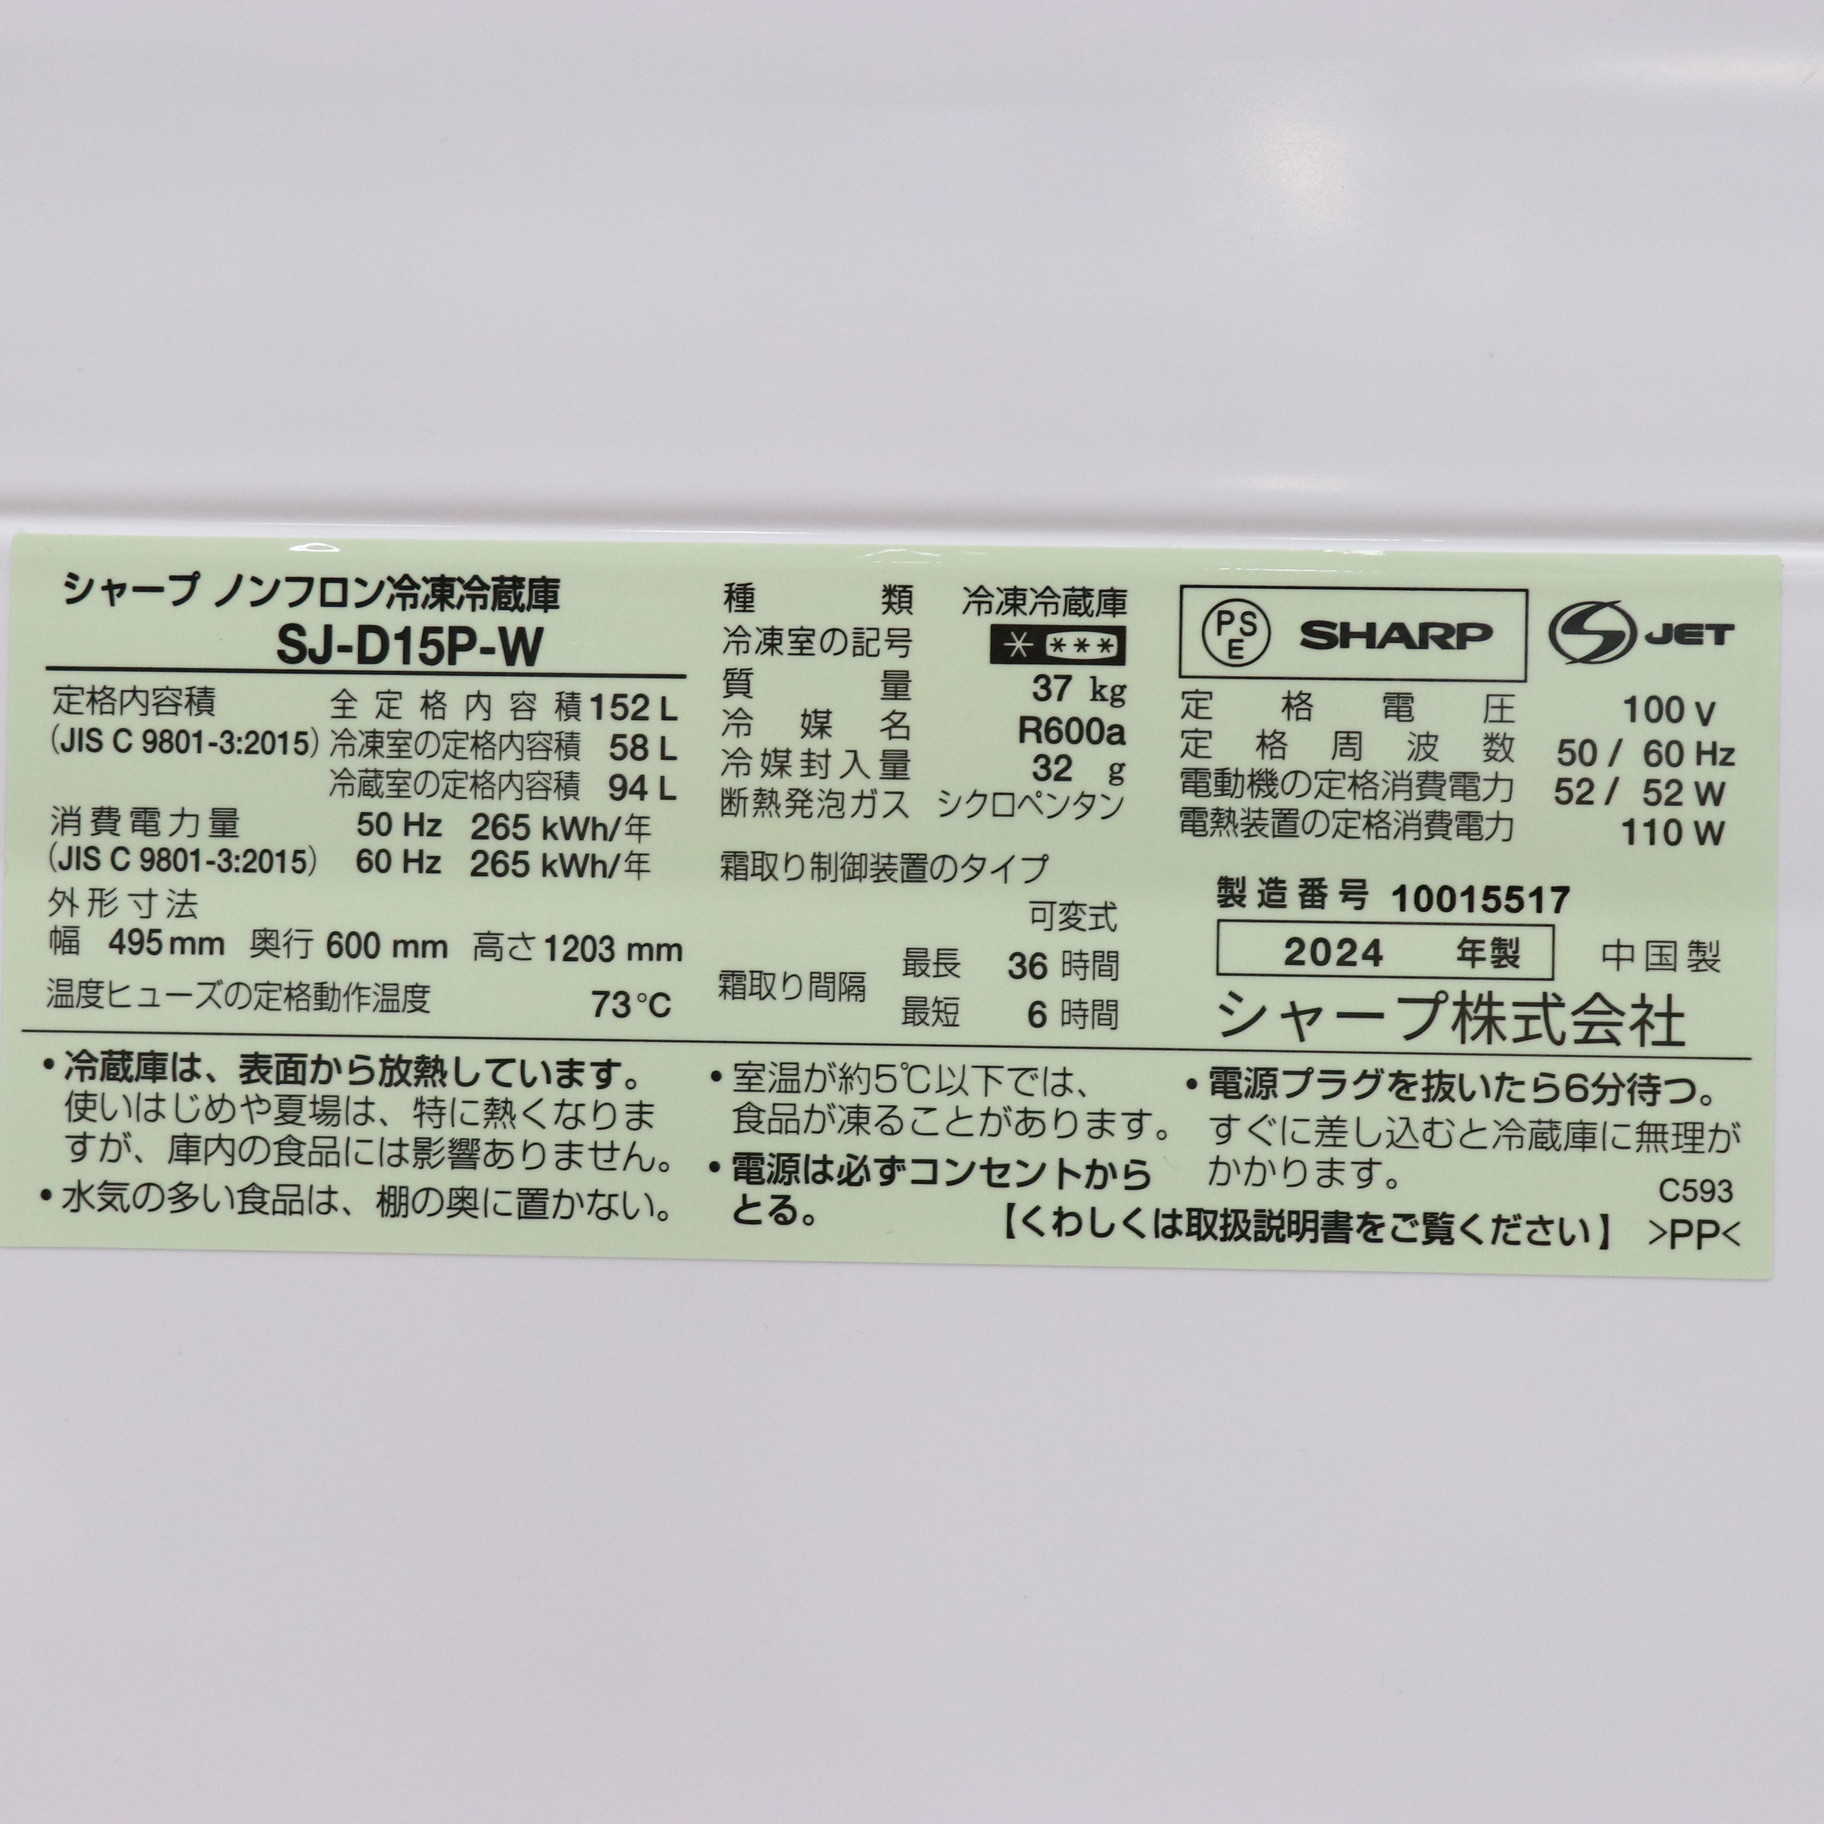 シャープ ノンフロン冷凍冷蔵庫
SJ-D15P-W
定格内容積 全定格内容積 152 L
(JIS C 9801-3:2015) 冷凍室の定格内容積 58 L
冷蔵室の定格内容積 94 L
消費電力量 50 Hz 265 kWh/年
(JIS C 9801-3:2015) 60 Hz 265 kWh/年
外形寸法
幅 495 mm 奥行 600 mm 高さ 1203 mm
温度ヒューズの定格動作温度 73℃
種類 冷凍冷蔵庫
冷凍室の記号 * ***
質量 37 kg
冷媒名 R600a
冷媒封入量 32 g
断熱発泡ガス シクロペンタン
霜取り制御装置のタイプ
可変式
霜取り間隔 最長 36 時間
最短 6 時間
PSE SHARP S JET
定格電圧 100 V
定格周波数 50 / 60 Hz
電動機の定格消費電力 52 / 52 W
電熱装置の定格消費電力 110 W
製造番号 10015517
2024 年製 中国製
シャープ株式会社
• 冷蔵庫は、表面から放熱しています。
使いはじめや夏場は、特に熱くなりま
すが、庫内の食品には影響ありません。
• 水気の多い食品は、棚の奥に置かない。
• 室温が約5℃以下では、
食品が凍ることがあります。
• 電源は必ずコンセントから
とる。
• 電源プラグを抜いたら6分待つ。
すぐに差し込むと冷蔵庫に無理が
かかります。
C593
【くわしくは取扱説明書をご覧ください】 >PP<